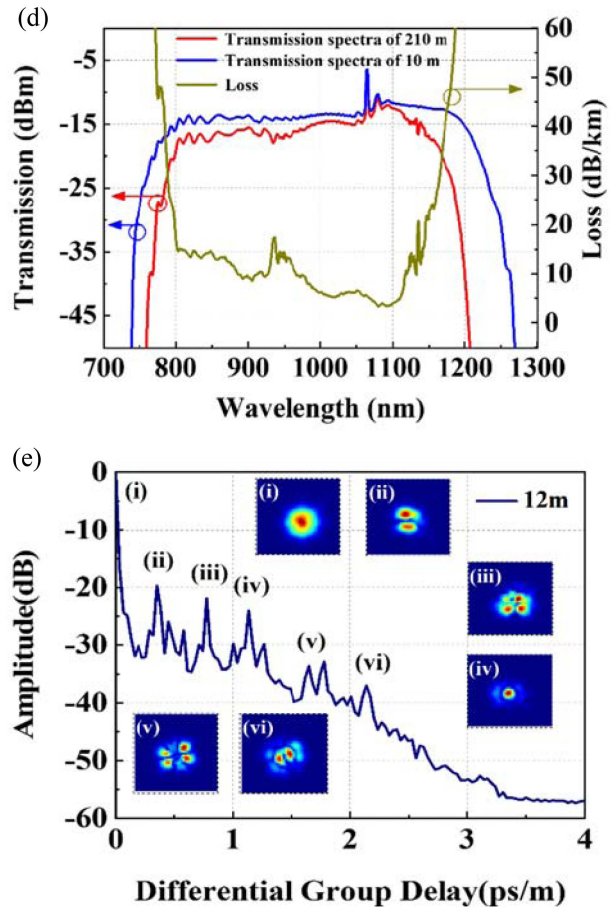 (d)
Transmission spectra of 210 m
Transmission spectra of 10 m
Loss
Transmission (dBm)
-5
-15
-25
-35
-45
60
50
40
30
20
10
0
Loss (dB/km)
700 800 900 1000 1100 1200 1300
Wavelength (nm)
(e)
Amplitude(dB)
0
-10
-20
-30
-40
-50
-60
(i)
(ii)
(iii)
(iv)
(v)
(vi)
(i)
(ii)
12m
(iii)
(iv)
(v)
(vi)
0 1 2 3 4
Differential Group Delay(ps/m)